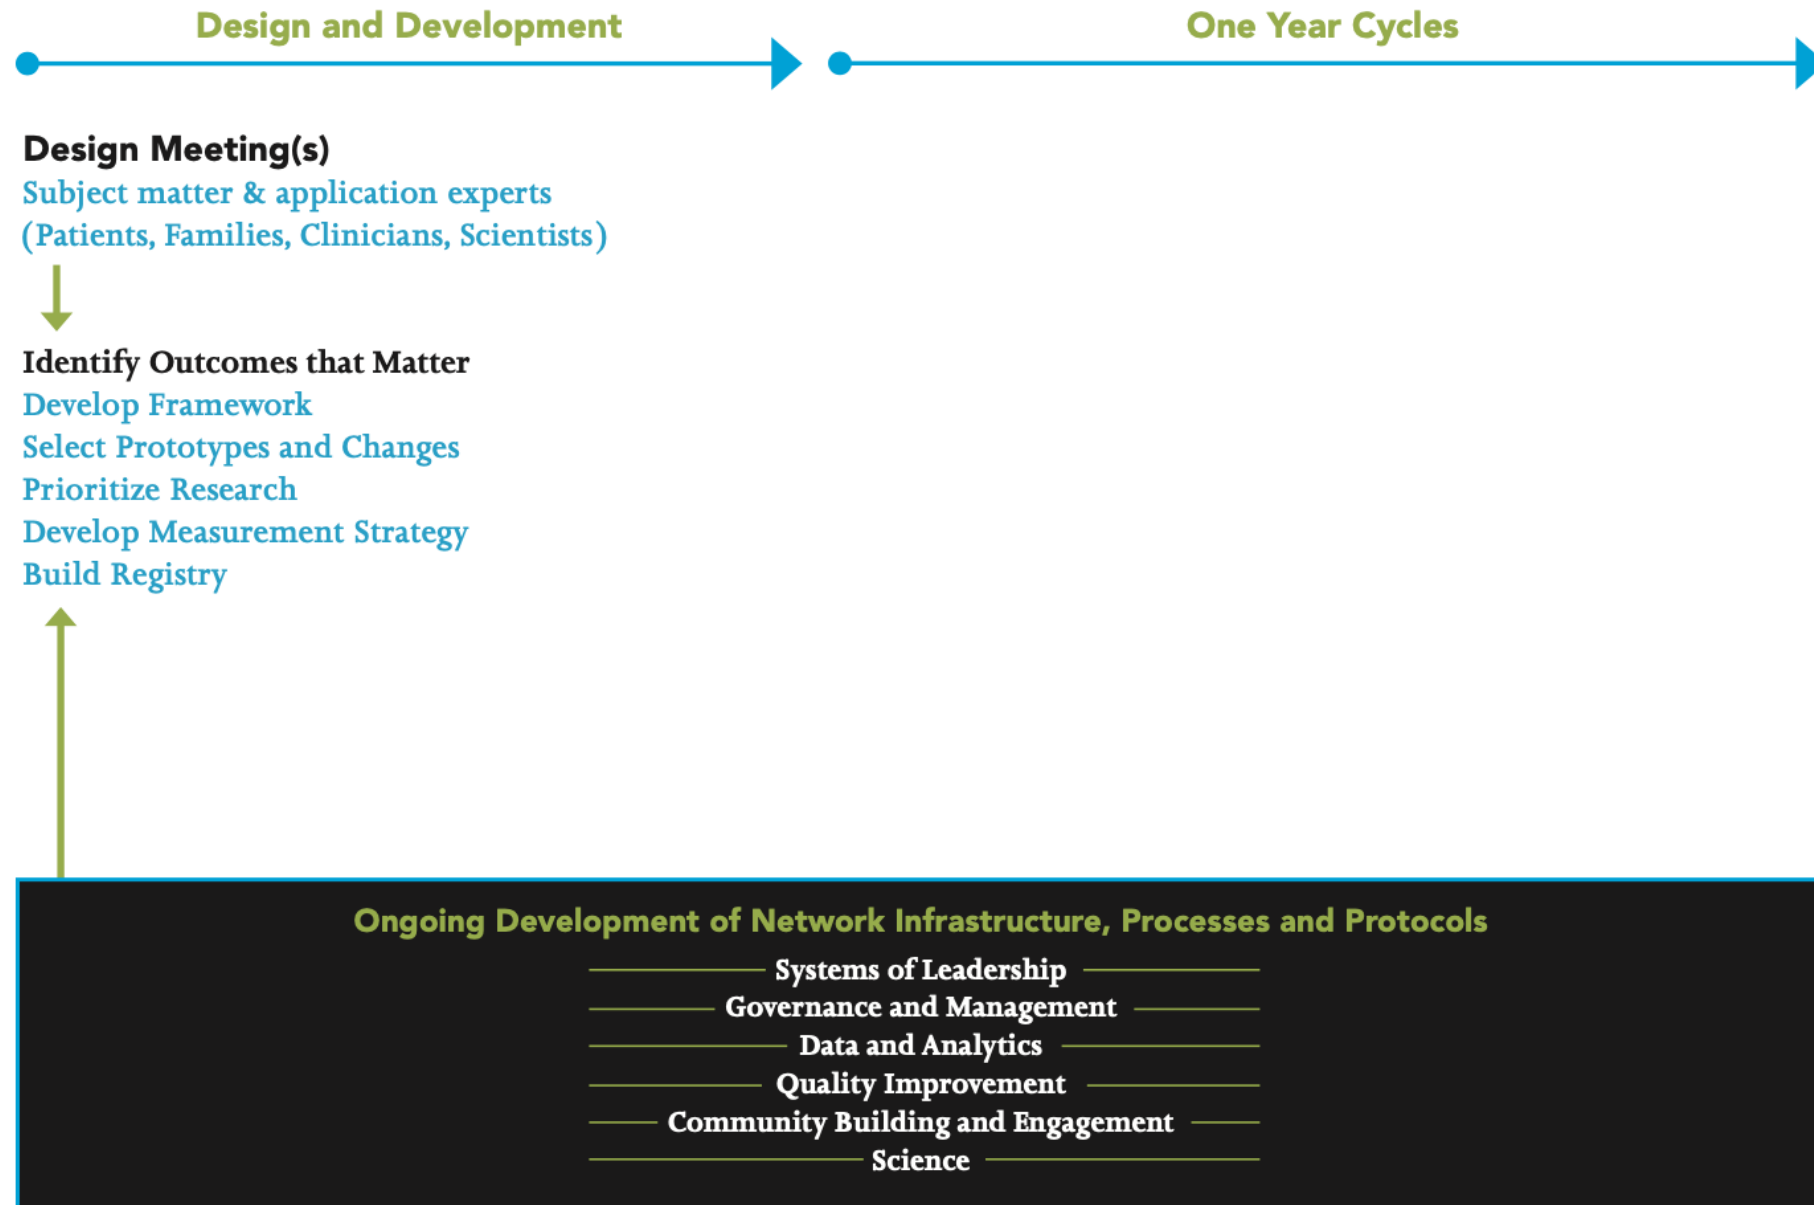 Design and Development
One Year Cycles
Design Meeting(s)
Subject matter & application experts
(Patients, Families, Clinicians, Scientists)
Identify Outcomes that Matter
Develop Framework
Select Prototypes and Changes
Prioritize Research
Develop Measurement Strategy
Build Registry
Ongoing Development of Network Infrastructure, Processes and Protocols
Systems of Leadership
Governance and Management
Data and Analytics
Quality Improvement
Community Building and Engagement
Science